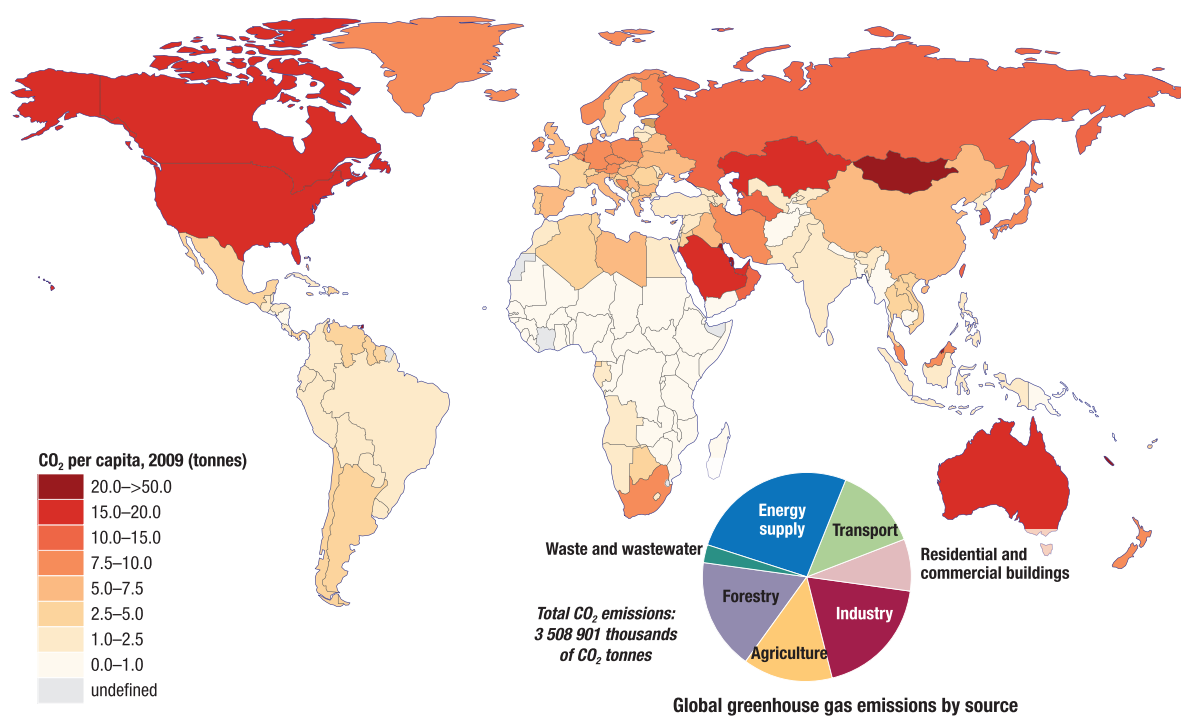 CO₂ per capita, 2009 (tonnes)
20.0–>50.0
15.0–20.0
10.0–15.0
7.5–10.0
5.0–7.5
2.5–5.0
1.0–2.5
0.0–1.0
undefined
Energy
supply
Transport
Waste and wastewater
Residential and
commercial buildings
Forestry
Industry
Agriculture
Total CO₂ emissions:
3 508 901 thousands
of CO₂ tonnes
Global greenhouse gas emissions by source